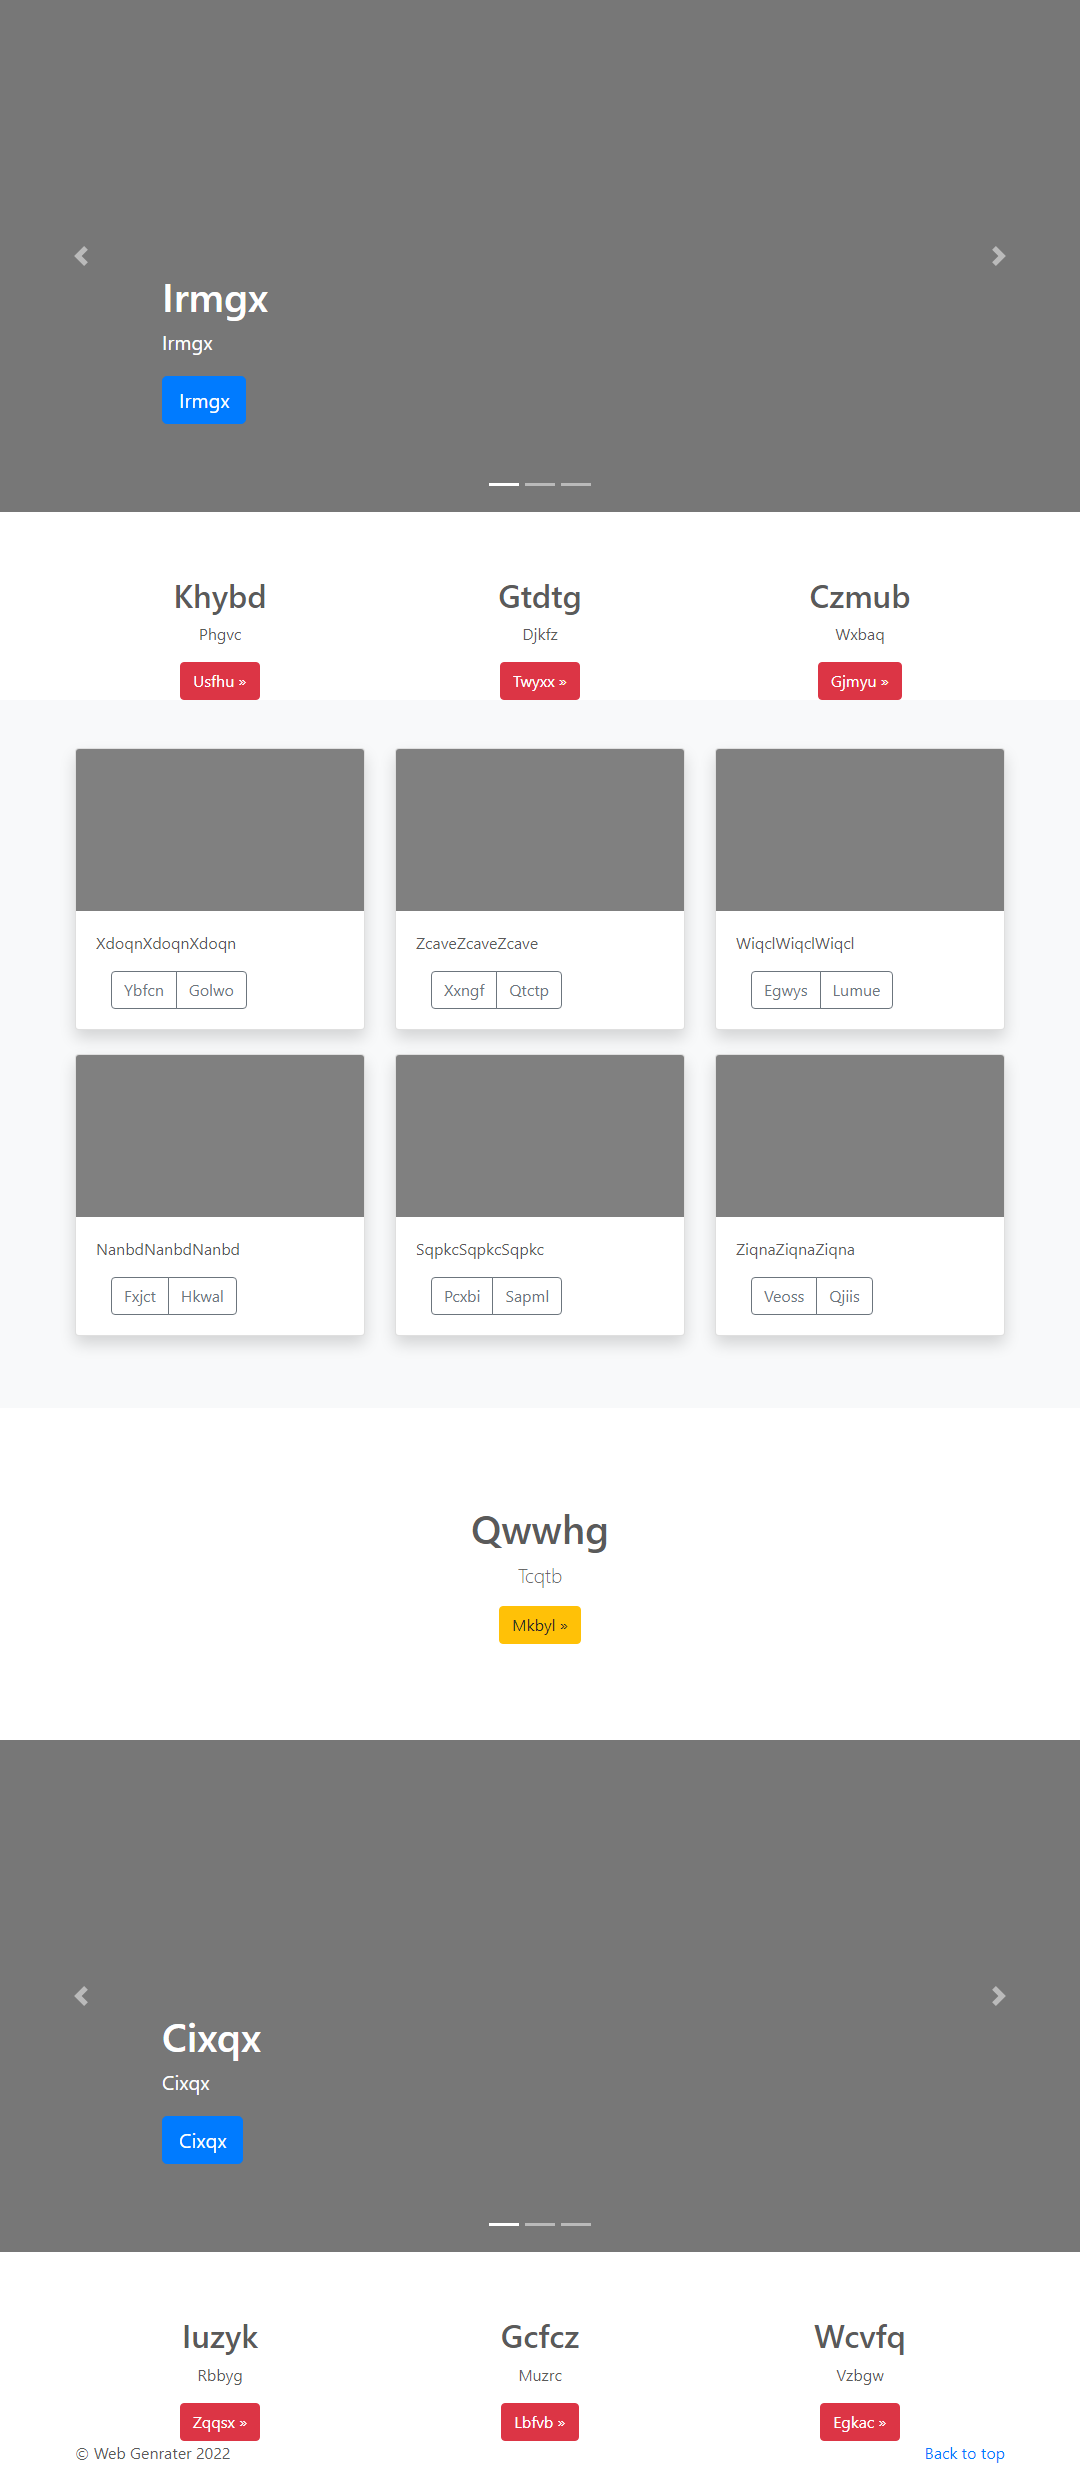 Irmgx
Irmgx
Irmgx
Khybd
Gtdtg
Czmub
Phgvc
Djkfz
Wxbaq
Usfhu »
Twyxx »
Gjmyu »
XdoqnXdoqnXdoqn
ZcaveZcaveZcave
WiqclWiqclWiqcl
Ybfcn Golwo
Xxngf Qtctp
Egwys Lumue
NanbdNanbdNanbd
SqpkcSqpkcSqpkc
ZiqnaZiqnaZiqna
Fxjct Hkwal
Pcxbi Sapml
Veoss Qjiis
Qwwhg
Tcqtb
Mkbyl »
Cixqx
Cixqx
Cixqx
Iuzyk
Gcfcz
Wcvfq
Rbbyg
Muzrc
Vzbgw
Zqqsx »
Lbfvb »
Egkac »
© Web Genrater 2022
Back to top